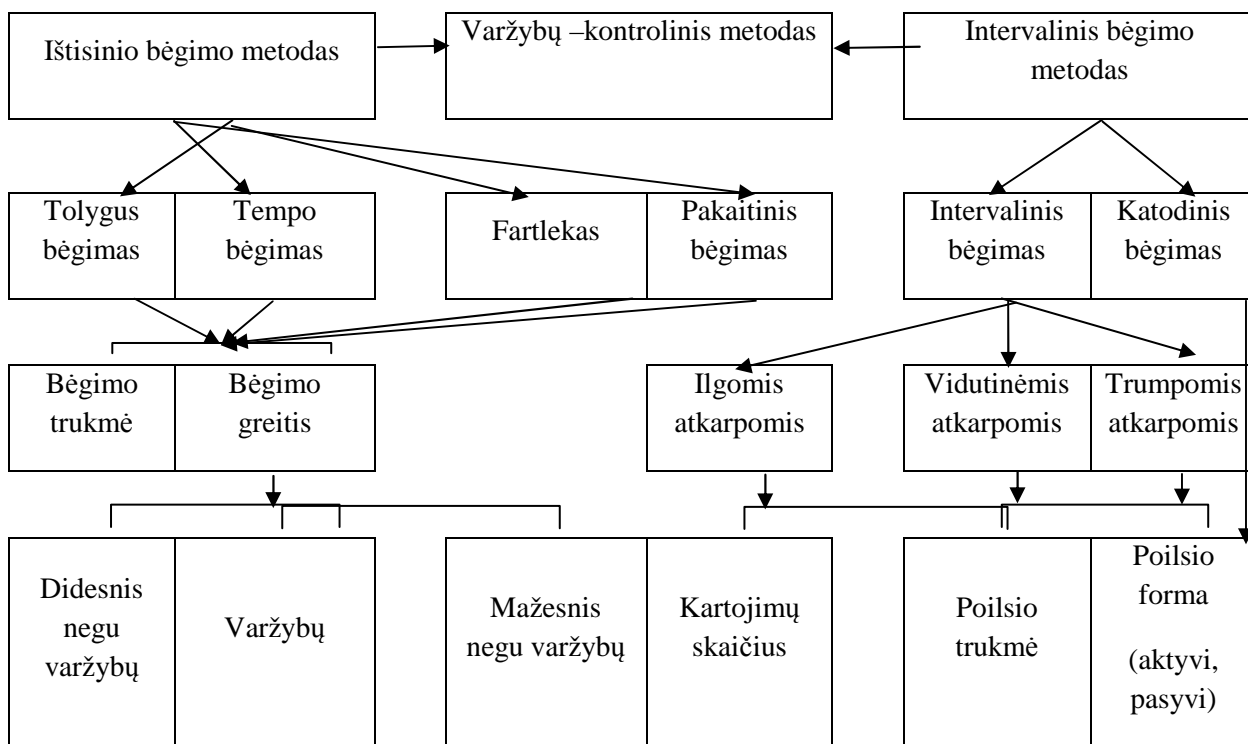 Ištisinio bėgimo metodas
Varžybų –kontrolinis metodas
Intervalinis bėgimo
metodas
Tolygus
bėgimas
Tempo
bėgimas
Fartlekas
Pakaitinis
bėgimas
Intervalinis
bėgimas
Katodinis
bėgimas
Bėgimo
trukmė
Bėgimo
greitis
Ilgomis
atkarpomis
Vidutinėmis
atkarpomis
Trumpomis
atkarpomis
Didesnis
negu
varžybų
Varžybų
Mažesnis
negu varžybų
Kartojimų
skaičius
Poilsio
trukmė
Poilsio
forma
(aktyvi,
pasyvi)